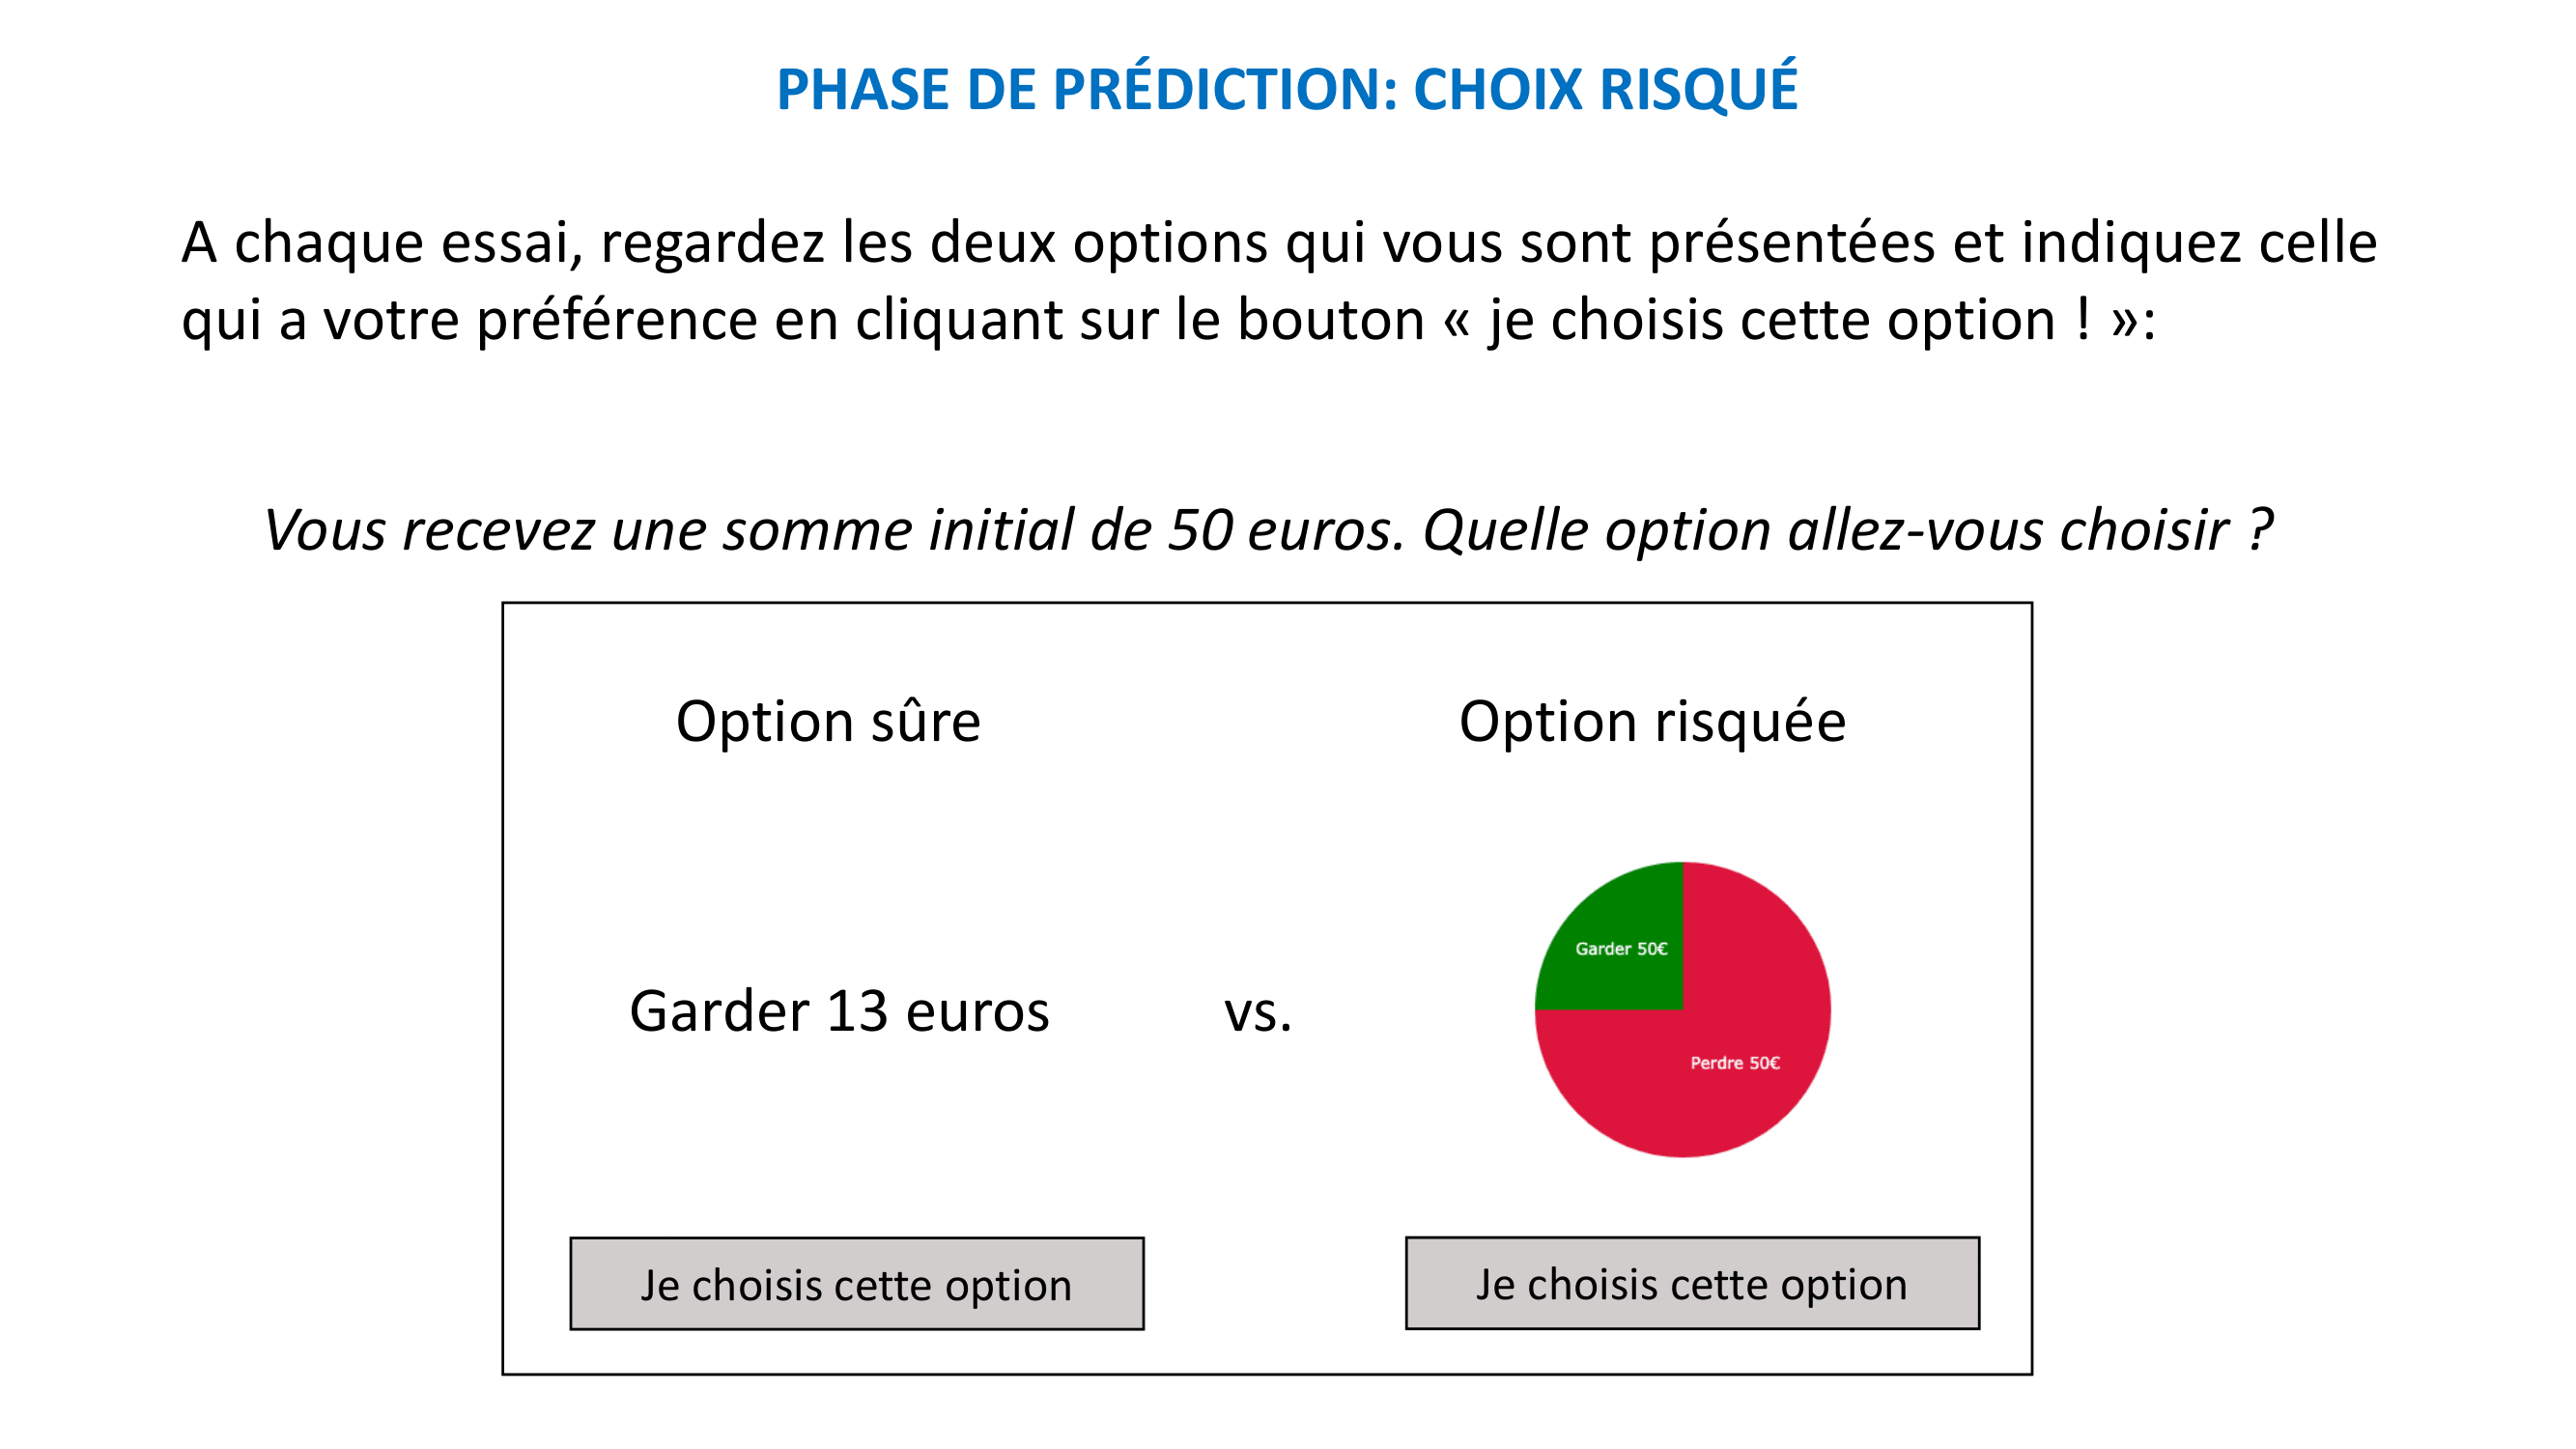 PHASE DE PRÉDICTION: CHOIX RISQUÉ
A chaque essai, regardez les deux options qui vous sont présentées et indiquez celle
qui a votre préférence en cliquant sur le bouton « je choisis cette option ! »:
Vous recevez une somme initial de 50 euros. Quelle option allez-vous choisir ?
Option sûre
Option risquée
Garder 13 euros
vs.
Garder 50€
Perdre 50€
Je choisis cette option
Je choisis cette option